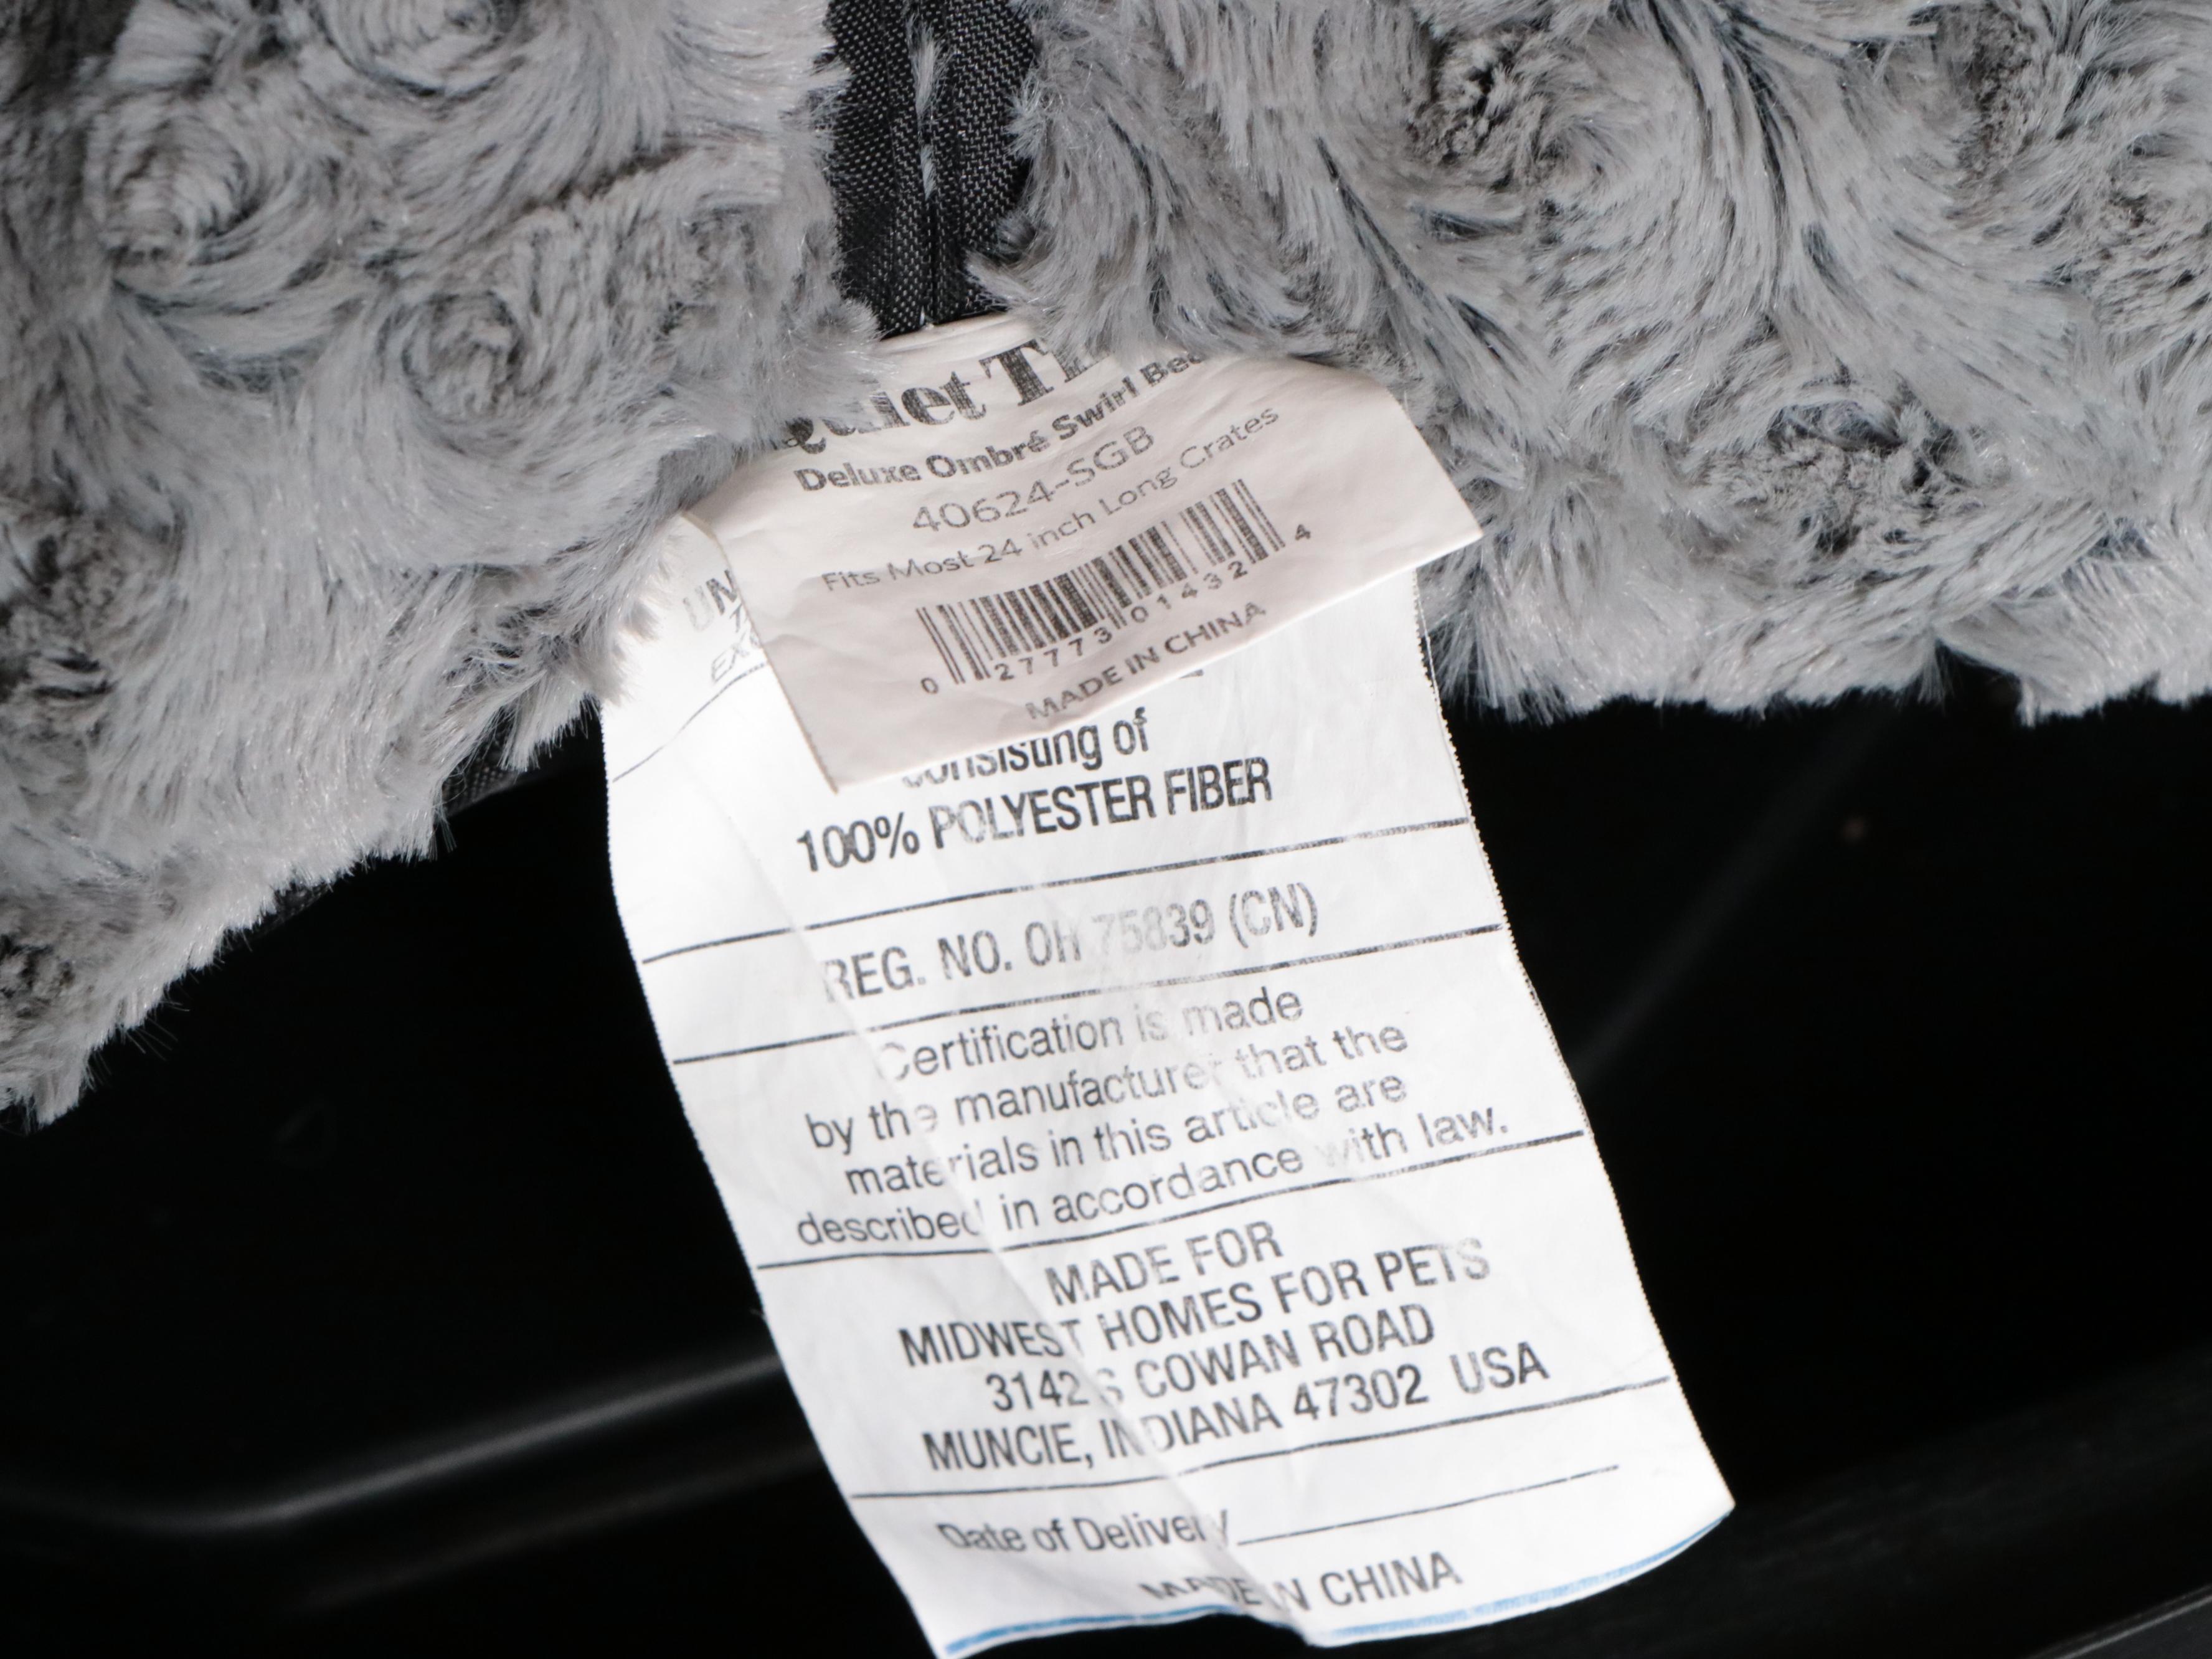 Quiet
Deluxe Ombré Swirl
40624-SGB
Fits Most 24 inch Long Crates
0 27773 01432 4
MADE IN CHINA
consisting of
100% POLYESTER FIBER
REG. NO. OH 75839 (CN)
Certification is made
by the manufacturer that the
materials in this article are
described in accordance with law.
MADE FOR
MIDWEST HOMES FOR PETS
3142 S COWAN ROAD
MUNCIE, INDIANA 47302 USA
Date of Delivery
MADE IN CHINA